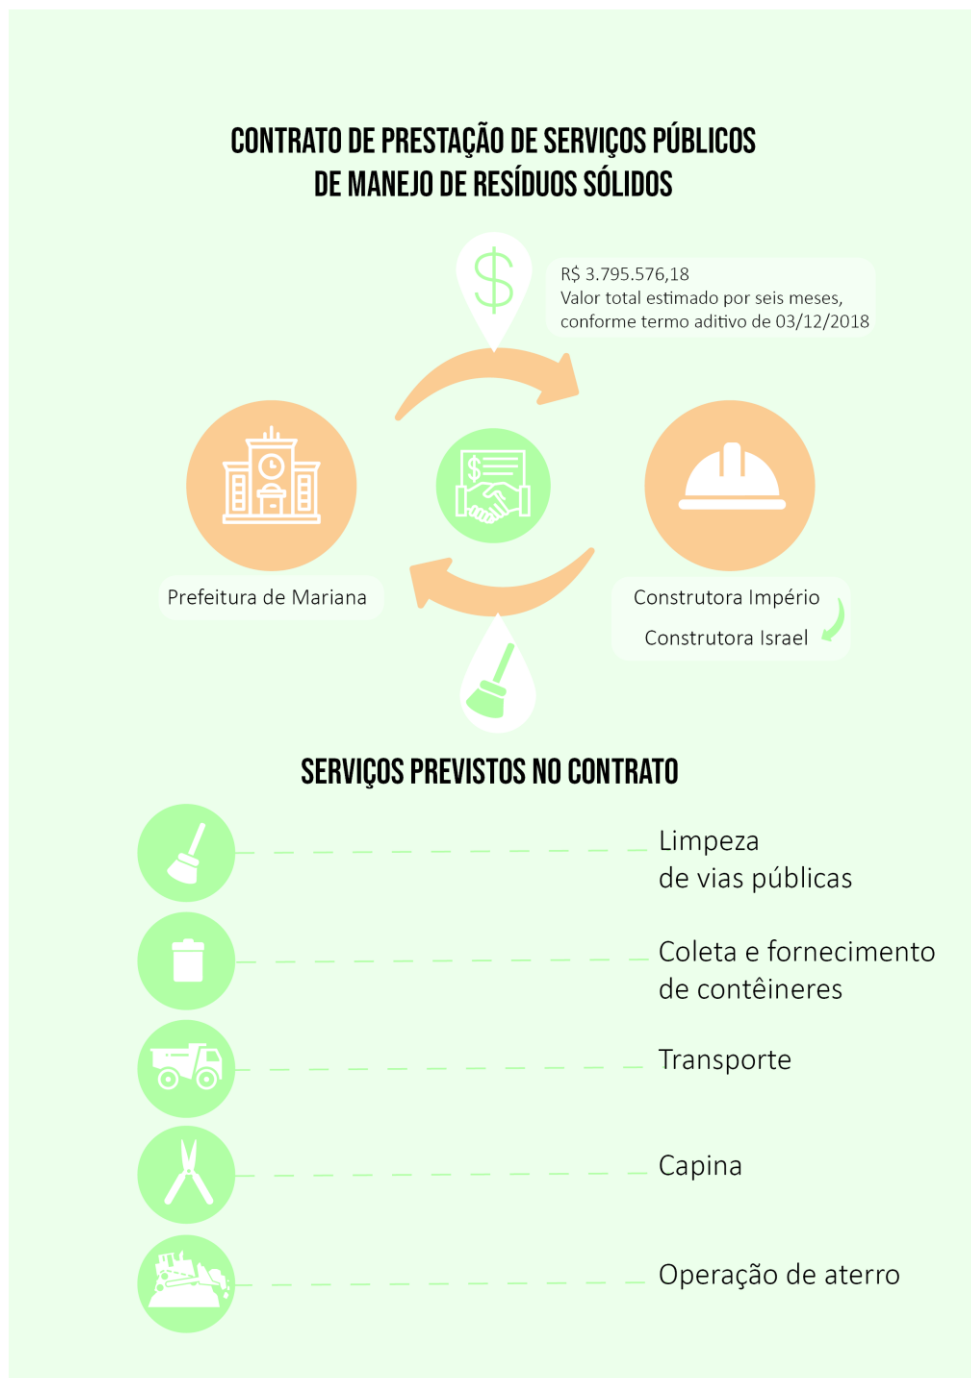 CONTRATO DE PRESTAÇÃO DE SERVIÇOS PÚBLICOS
DE MANEJO DE RESÍDUOS SÓLIDOS
$
R$ 3.795.576,18
Valor total estimado por seis meses,
conforme termo aditivo de 03/12/2018
$
Prefeitura de Mariana
Construtora Império
Construtora Israel
SERVIÇOS PREVISTOS NO CONTRATO
Limpeza
de vias públicas
Coleta e fornecimento
de contêineres
Transporte
Capina
Operação de aterro